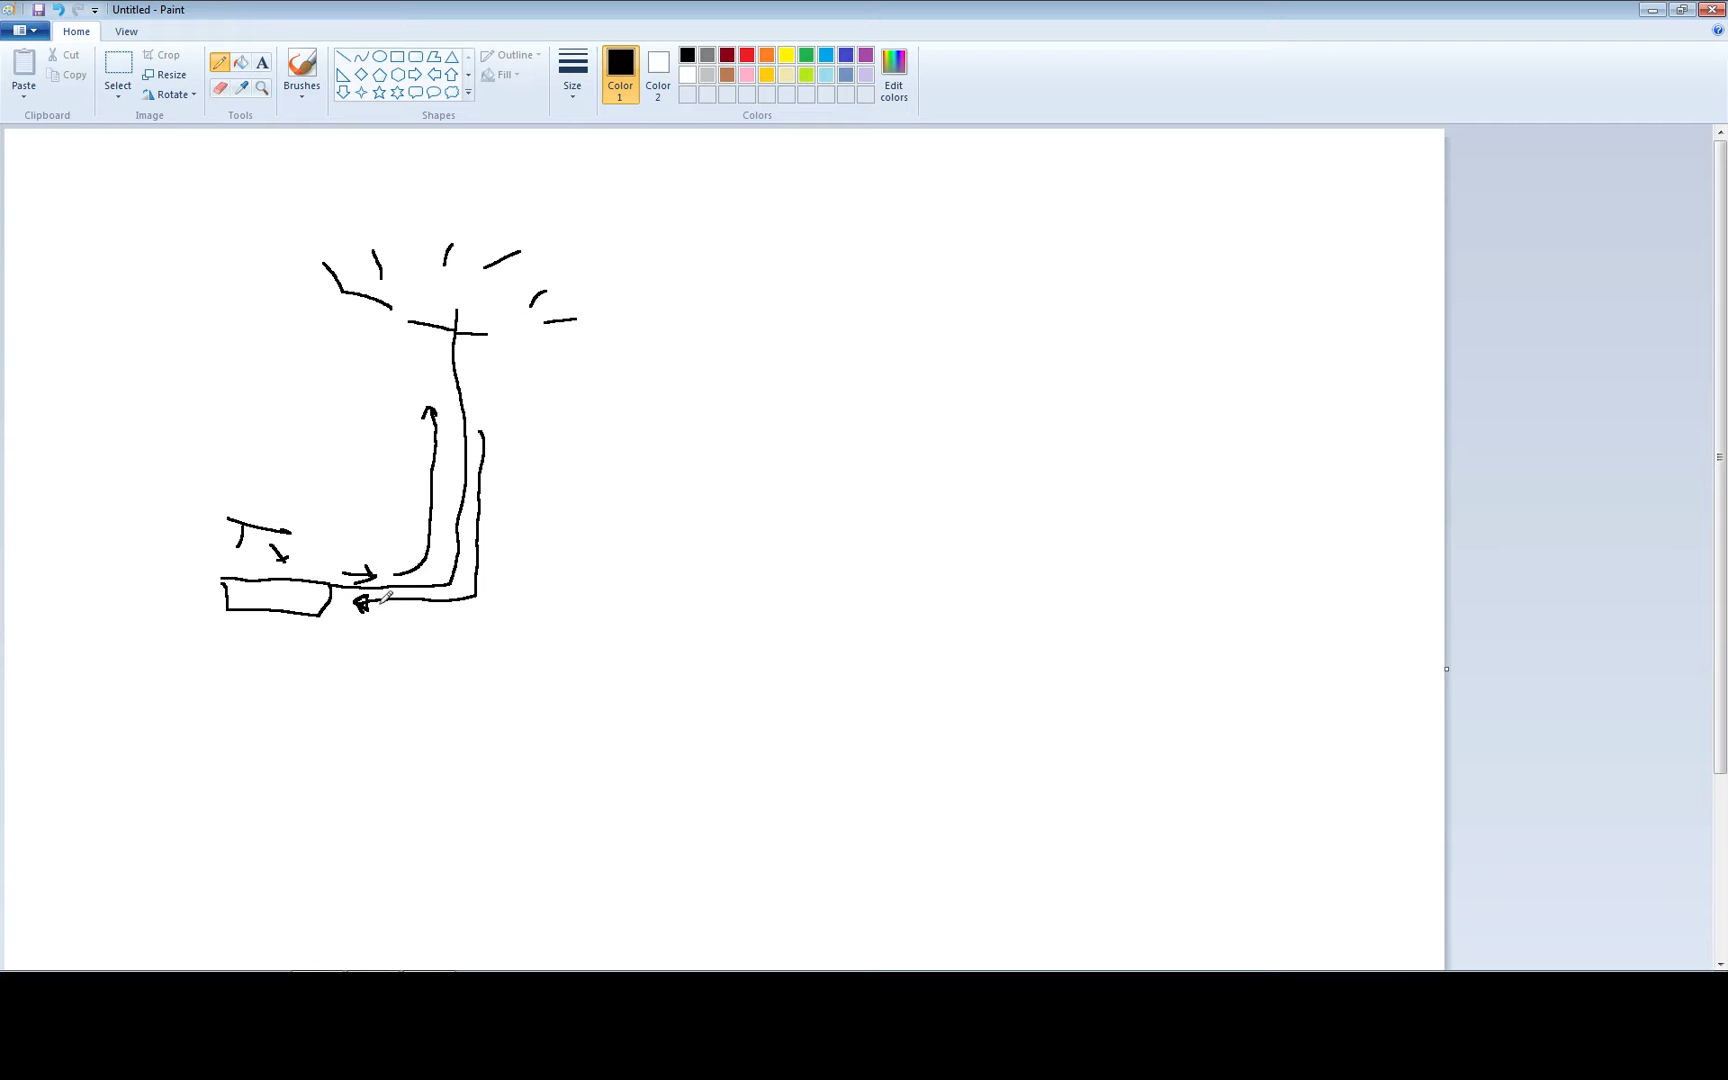 Untitled - Paint
Home View
Cut
Copy
Paste
Clipboard
Crop
Resize
Rotate
Select
Image
Tools
Brushes
Outline
Fill
Shapes
Size
Color 1
Color 2
Edit colors
Colors